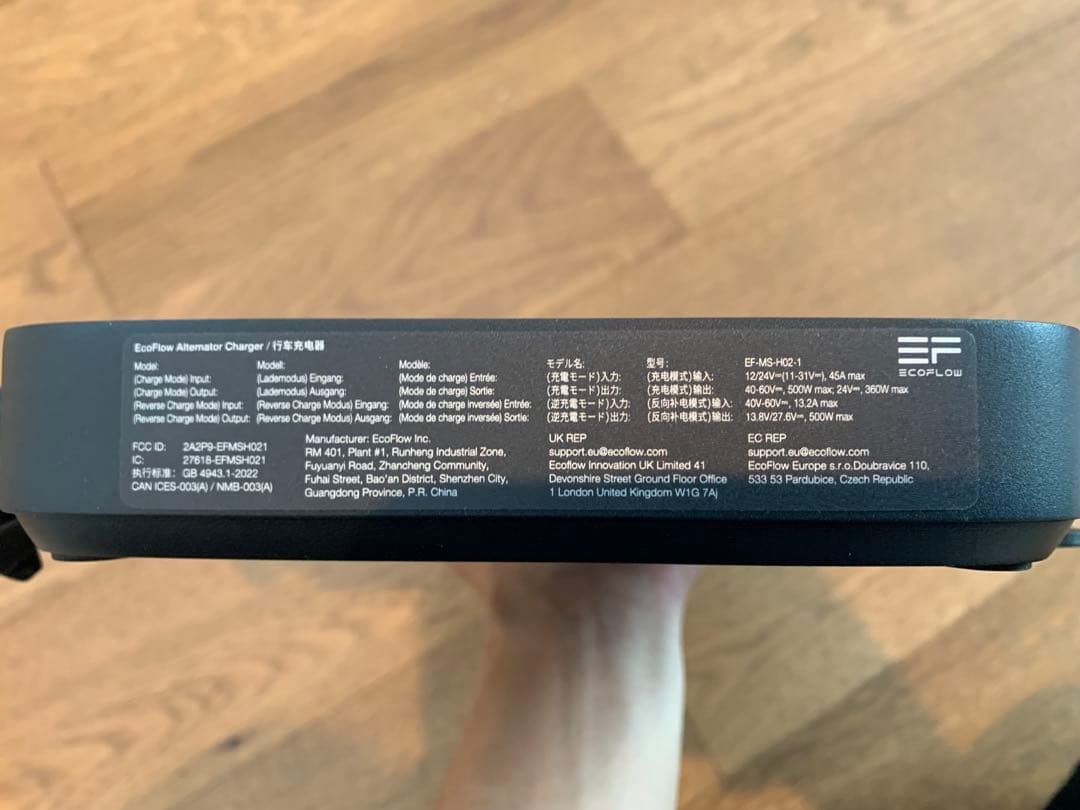 EcoFlow Alternator Charger / 行车充电器
EF
ECOFLOW
Model: Modell: Modèle: モデル名: 型号: EF-MS-H02-1
(Charge Mode) Input: (Lademodus) Eingang: (Mode de charge) Entrée: (充電モード)入力: (充电模式)输入: 12/24V⎓(11-31V⎓), 45A max
(Charge Mode) Output: (Lademodus) Ausgang: (Mode de charge) Sortie: (充電モード)出力: (充电模式)输出: 40-60V⎓, 500W max; 24V⎓, 360W max
(Reverse Charge Mode) Input: (Reverse Charge Modus) Eingang: (Mode de charge inversée) Entrée: (逆充電モード)入力: (反向补电模式)输入: 40V-60V⎓, 13.2A max
(Reverse Charge Mode) Output: (Reverse Charge Modus) Ausgang: (Mode de charge inversée) Sortie: (逆充電モード)出力: (反向补电模式)输出: 13.8V/27.6V⎓, 500W max
FCC ID: 2A2P9-EFMSH021
IC: 27618-EFMSH021
执行标准: GB 4943.1-2022
CAN ICES-003(A) / NMB-003(A)
Manufacturer: EcoFlow Inc.
RM 401, Plant #1, Runheng Industrial Zone,
Fuyuanyi Road, Zhancheng Community,
Fuhai Street, Bao'an District, Shenzhen City,
Guangdong Province, P.R. China
UK REP
support.eu@ecoflow.com
Ecoflow Innovation UK Limited 41
Devonshire Street Ground Floor Office
1 London United Kingdom W1G 7Aj
EC REP
support.eu@ecoflow.com
EcoFlow Europe s.r.o.Doubravice 110,
533 53 Pardubice, Czech Republic